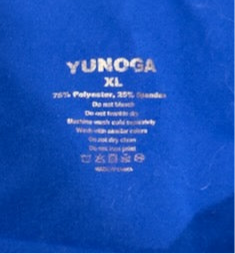 YUNOGA
XL
75% Polyester, 25% Spandex
Do not bleach
Do not tumble dry
Machine wash cold separately
Wash with similar colors
Do not dry clean
Do not iron print